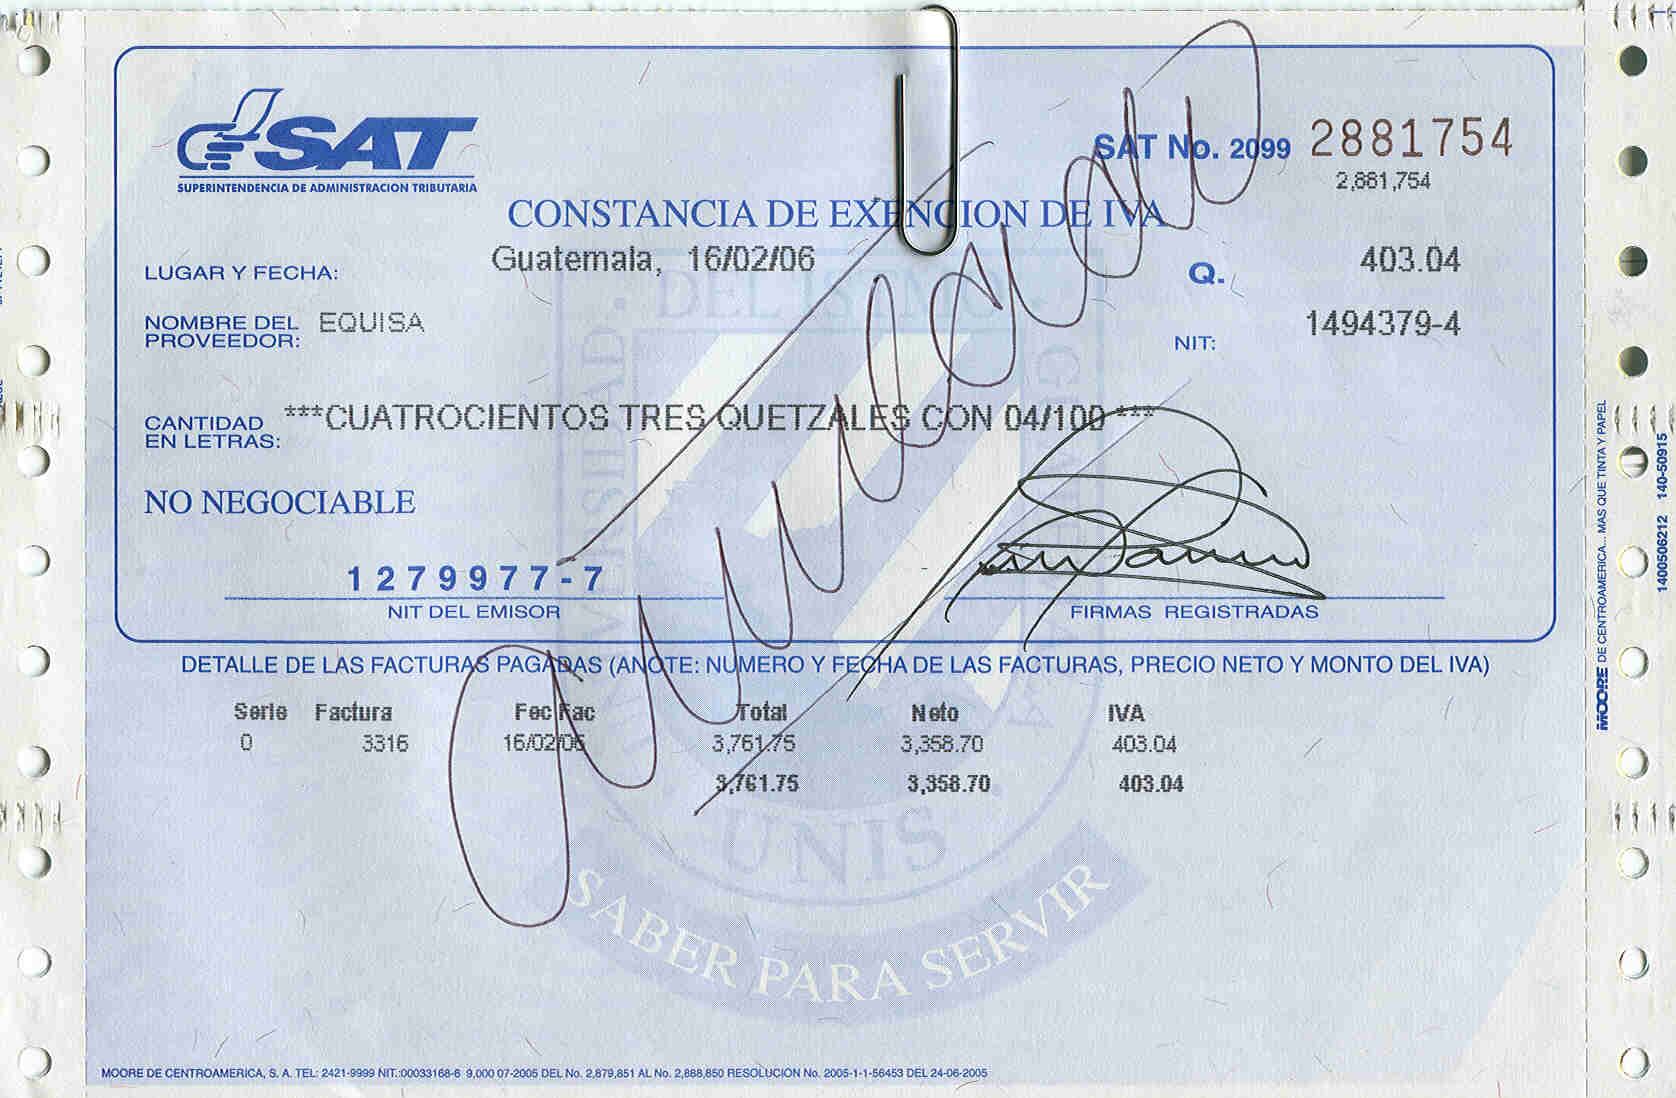 SAT
SUPERINTENDENCIA DE ADMINISTRACION TRIBUTARIA
SAT No. 2099 2881754
2,881,754
CONSTANCIA DE EXENCION DE IVA
LUGAR Y FECHA: Guatemala, 16/02/06 Q. 403.04
NOMBRE DEL PROVEEDOR: EQUISA NIT: 1494379-4
CANTIDAD EN LETRAS: ***CUATROCIENTOS TRES QUETZALES CON 04/100 ***
NO NEGOCIABLE
1279977-7
NIT DEL EMISOR FIRMAS REGISTRADAS
DETALLE DE LAS FACTURAS PAGADAS (ANOTE: NUMERO Y FECHA DE LAS FACTURAS, PRECIO NETO Y MONTO DEL IVA)
Serie Factura Fec Fac Total Neto IVA
0 3316 16/02/06 3,761.75 3,358.70 403.04
3,761.75 3,358.70 403.04
UNIVERSIDAD DEL ISTMO GUATEMALA
UNIS
SABER PARA SERVIR
MOORE DE CENTROAMERICA, S. A. TEL: 2421-9999 NIT.:00033168-6 9,000 07-2005 DEL No. 2,879,851 AL No. 2,888,850 RESOLUCION No. 2005-1-1-56453 DEL 24-06-2005
MOORE DE CENTROAMERICA... MAS QUE TINTA Y PAPEL
1400506212 140-50915